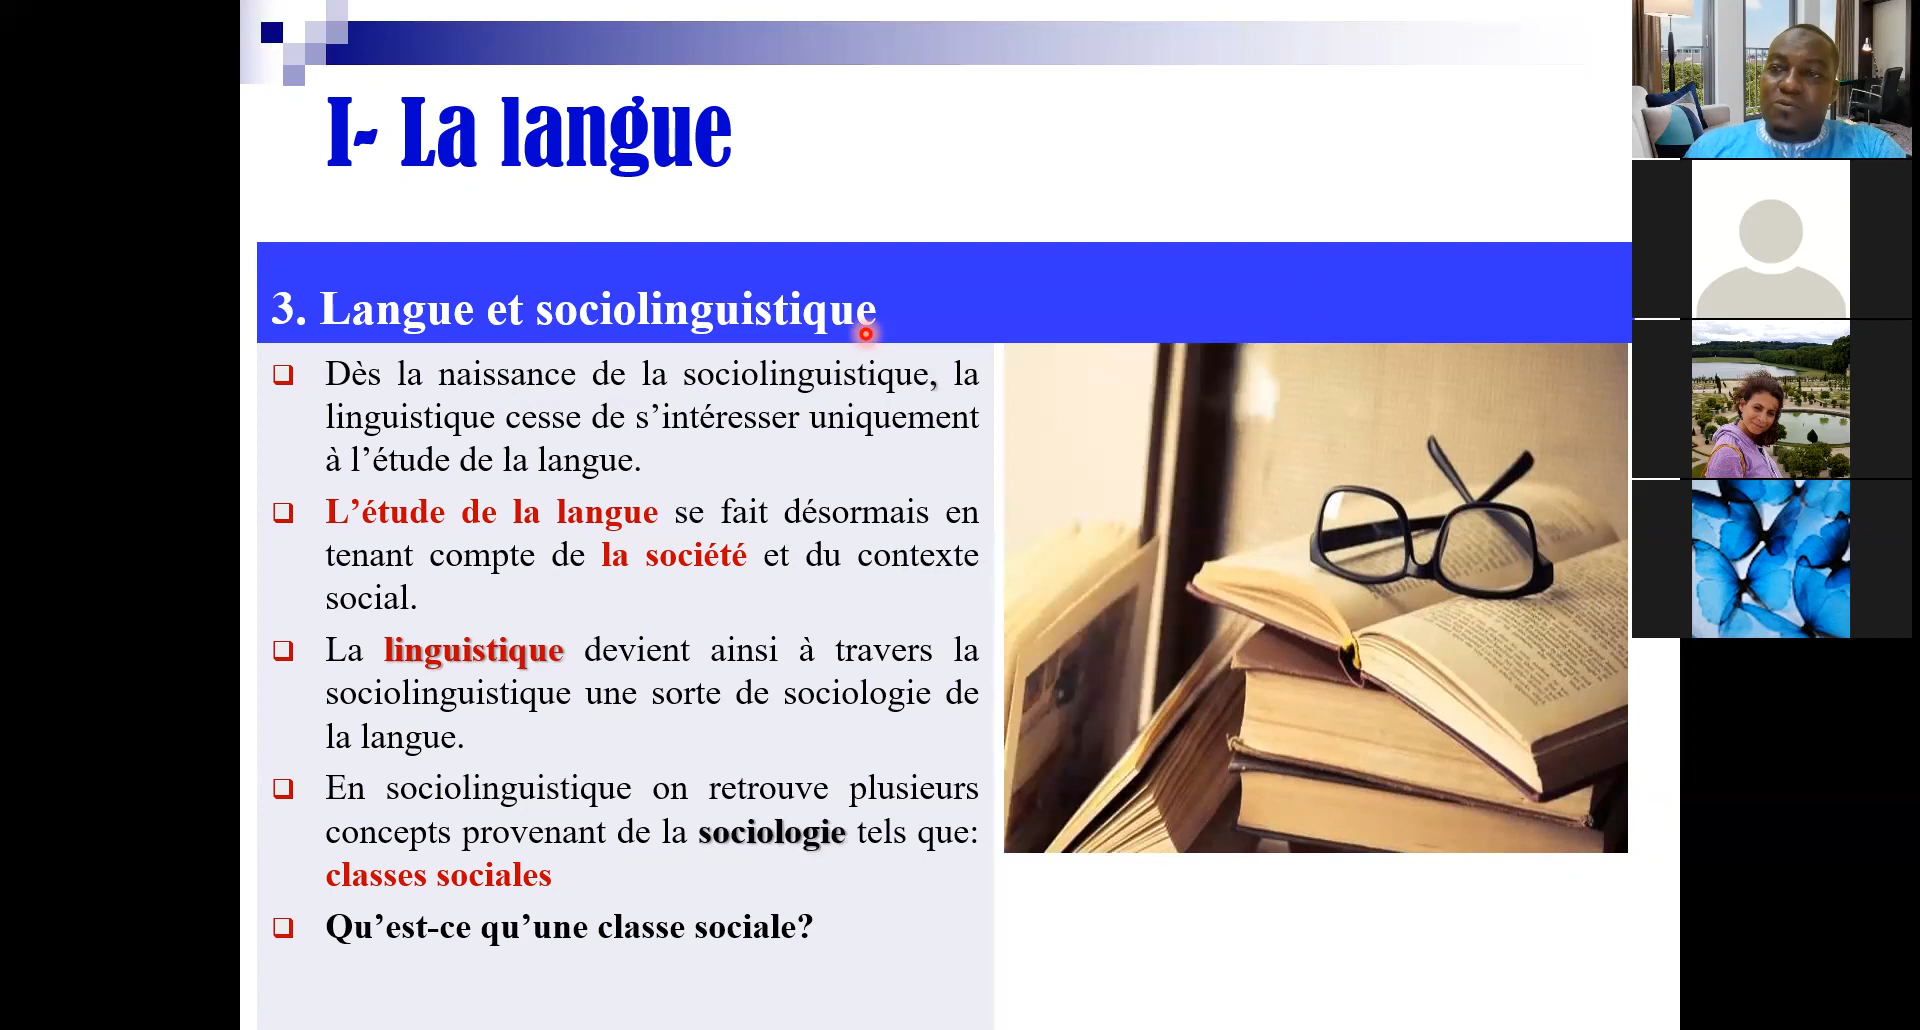 I- La langue
3. Langue et sociolinguistique
Dès la naissance de la sociolinguistique, la
linguistique cesse de s’intéresser uniquement
à l’étude de la langue.
L’étude de la langue se fait désormais en
tenant compte de la société et du contexte
social.
La linguistique devient ainsi à travers la
sociolinguistique une sorte de sociologie de
la langue.
En sociolinguistique on retrouve plusieurs
concepts provenant de la sociologie tels que:
classes sociales
Qu’est-ce qu’une classe sociale?